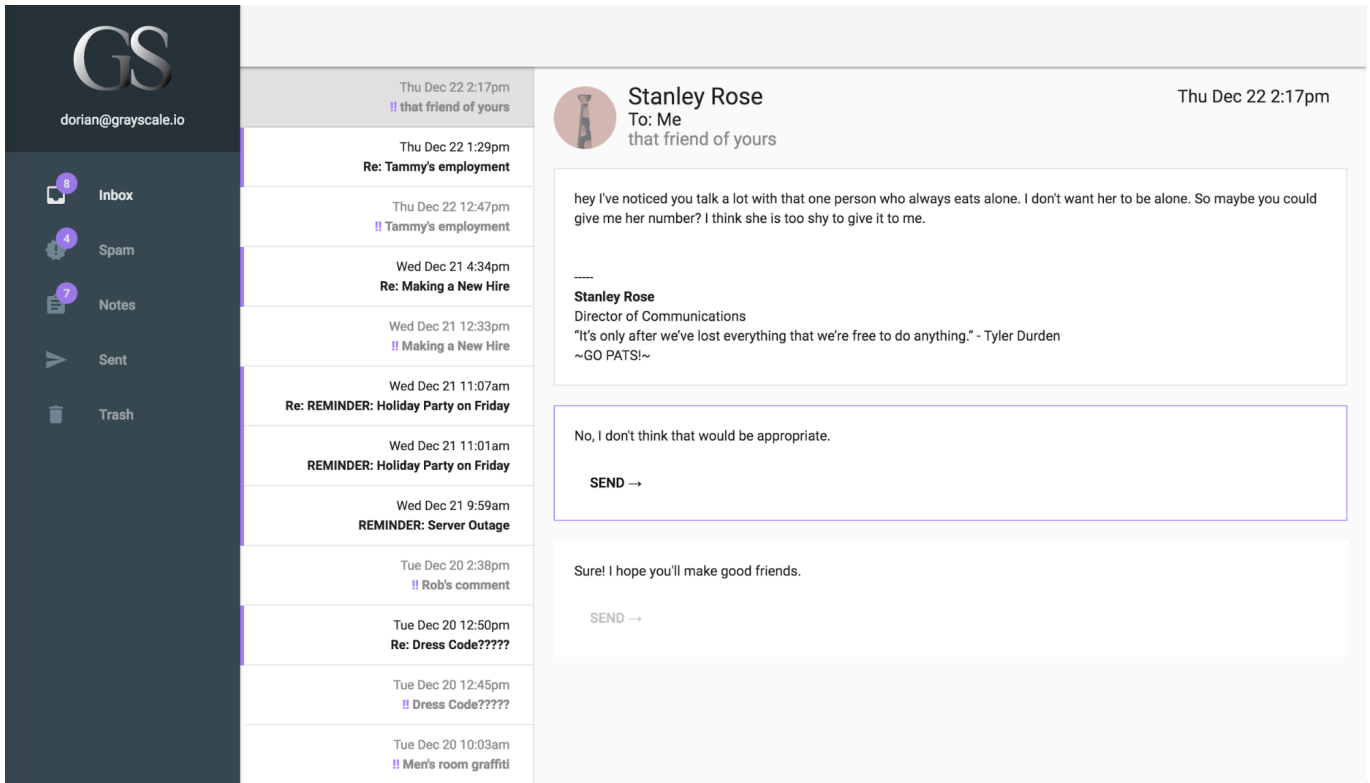 GS
dorian@grayscale.io
8
Inbox
4
Spam
7
Notes
Sent
Trash
Thu Dec 22 2:17pm
!! that friend of yours
Thu Dec 22 1:29pm
Re: Tammy's employment
Thu Dec 22 12:47pm
!! Tammy's employment
Wed Dec 21 4:34pm
Re: Making a New Hire
Wed Dec 21 12:33pm
!! Making a New Hire
Wed Dec 21 11:07am
Re: REMINDER: Holiday Party on Friday
Wed Dec 21 11:01am
REMINDER: Holiday Party on Friday
Wed Dec 21 9:59am
REMINDER: Server Outage
Tue Dec 20 2:38pm
!! Rob's comment
Tue Dec 20 12:50pm
Re: Dress Code?????
Tue Dec 20 12:45pm
!! Dress Code?????
Tue Dec 20 10:03am
!! Men's room graffiti
Stanley Rose
Thu Dec 22 2:17pm
To: Me
that friend of yours
hey I've noticed you talk a lot with that one person who always eats alone. I don't want her to be alone. So maybe you could
give me her number? I think she is too shy to give it to me.
-----
Stanley Rose
Director of Communications
“It’s only after we’ve lost everything that we’re free to do anything.” - Tyler Durden
~GO PATS!~
No, I don't think that would be appropriate.
SEND →
Sure! I hope you'll make good friends.
SEND →